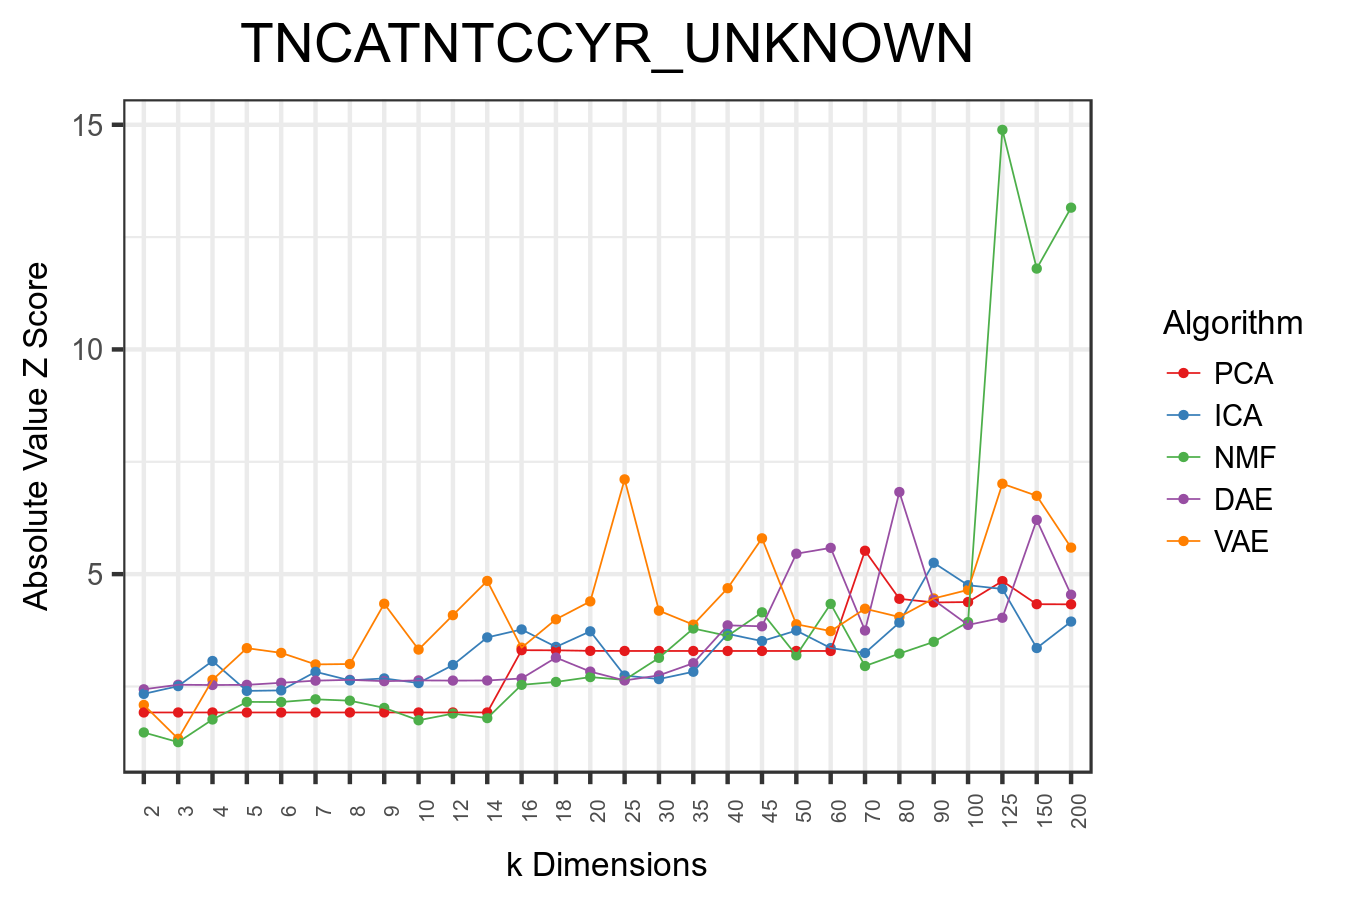 TNCATNTCCYR_UNKNOWN
Absolute Value Z Score
15
10
5
2 3 4 5 6 7 8 9 10 12 14 16 18 20 25 30 35 40 45 50 60 70 80 90 100 125 150 200
k Dimensions
Algorithm
PCA
ICA
NMF
DAE
VAE